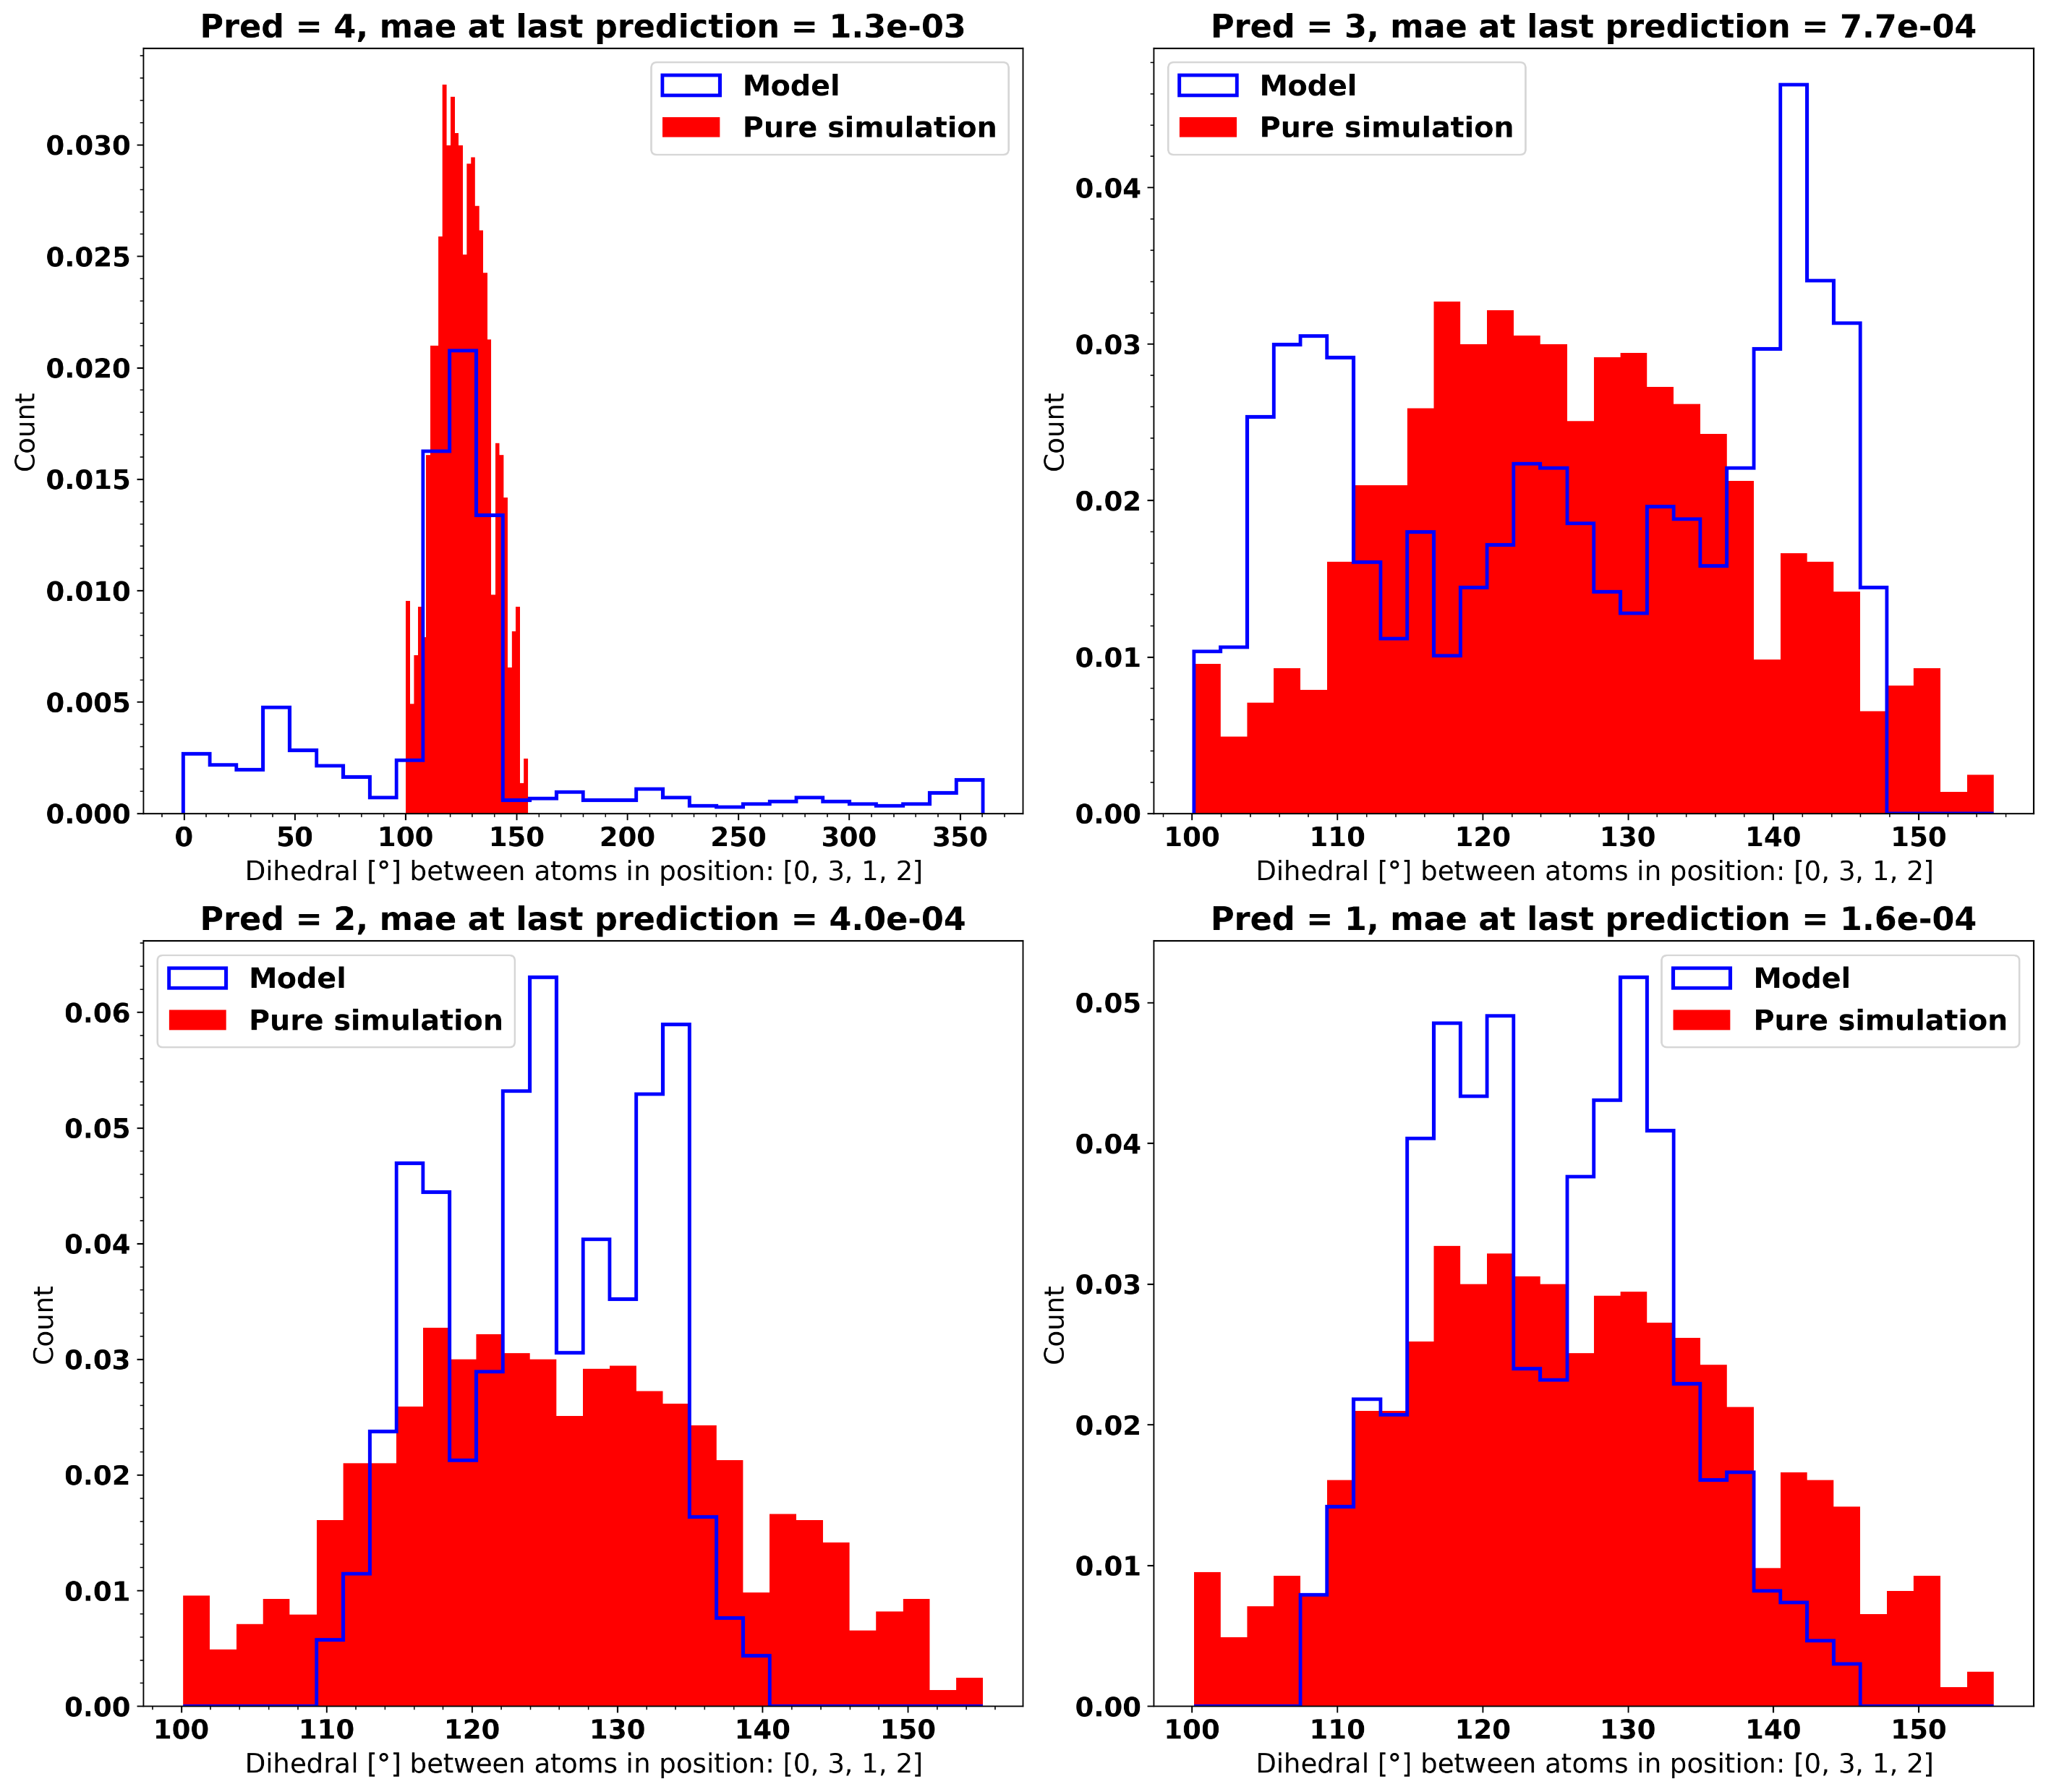 Pred = 4, mae at last prediction = 1.3e-03
Model
Pure simulation
Count
0.030
0.025
0.020
0.015
0.010
0.005
0.000
0 50 100 150 200 250 300 350
Dihedral [°] between atoms in position: [0, 3, 1, 2]
Pred = 3, mae at last prediction = 7.7e-04
Model
Pure simulation
Count
0.04
0.03
0.02
0.01
0.00
100 110 120 130 140 150
Dihedral [°] between atoms in position: [0, 3, 1, 2]
Pred = 2, mae at last prediction = 4.0e-04
Model
Pure simulation
Count
0.06
0.05
0.04
0.03
0.02
0.01
0.00
100 110 120 130 140 150
Dihedral [°] between atoms in position: [0, 3, 1, 2]
Pred = 1, mae at last prediction = 1.6e-04
Model
Pure simulation
Count
0.05
0.04
0.03
0.02
0.01
0.00
100 110 120 130 140 150
Dihedral [°] between atoms in position: [0, 3, 1, 2]